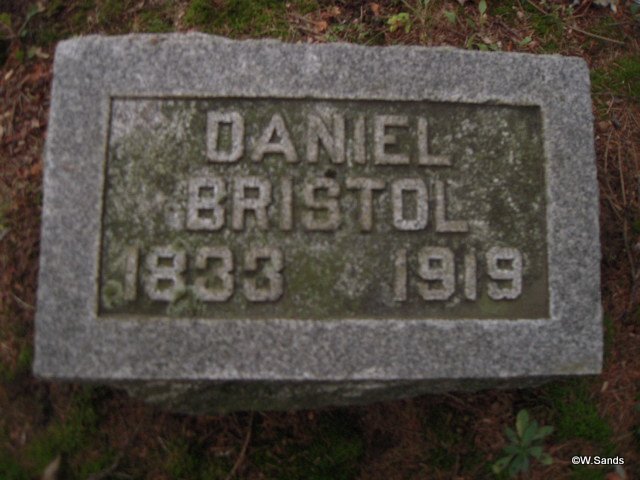 DANIEL
BRISTOL
1833 1919
©W.Sands